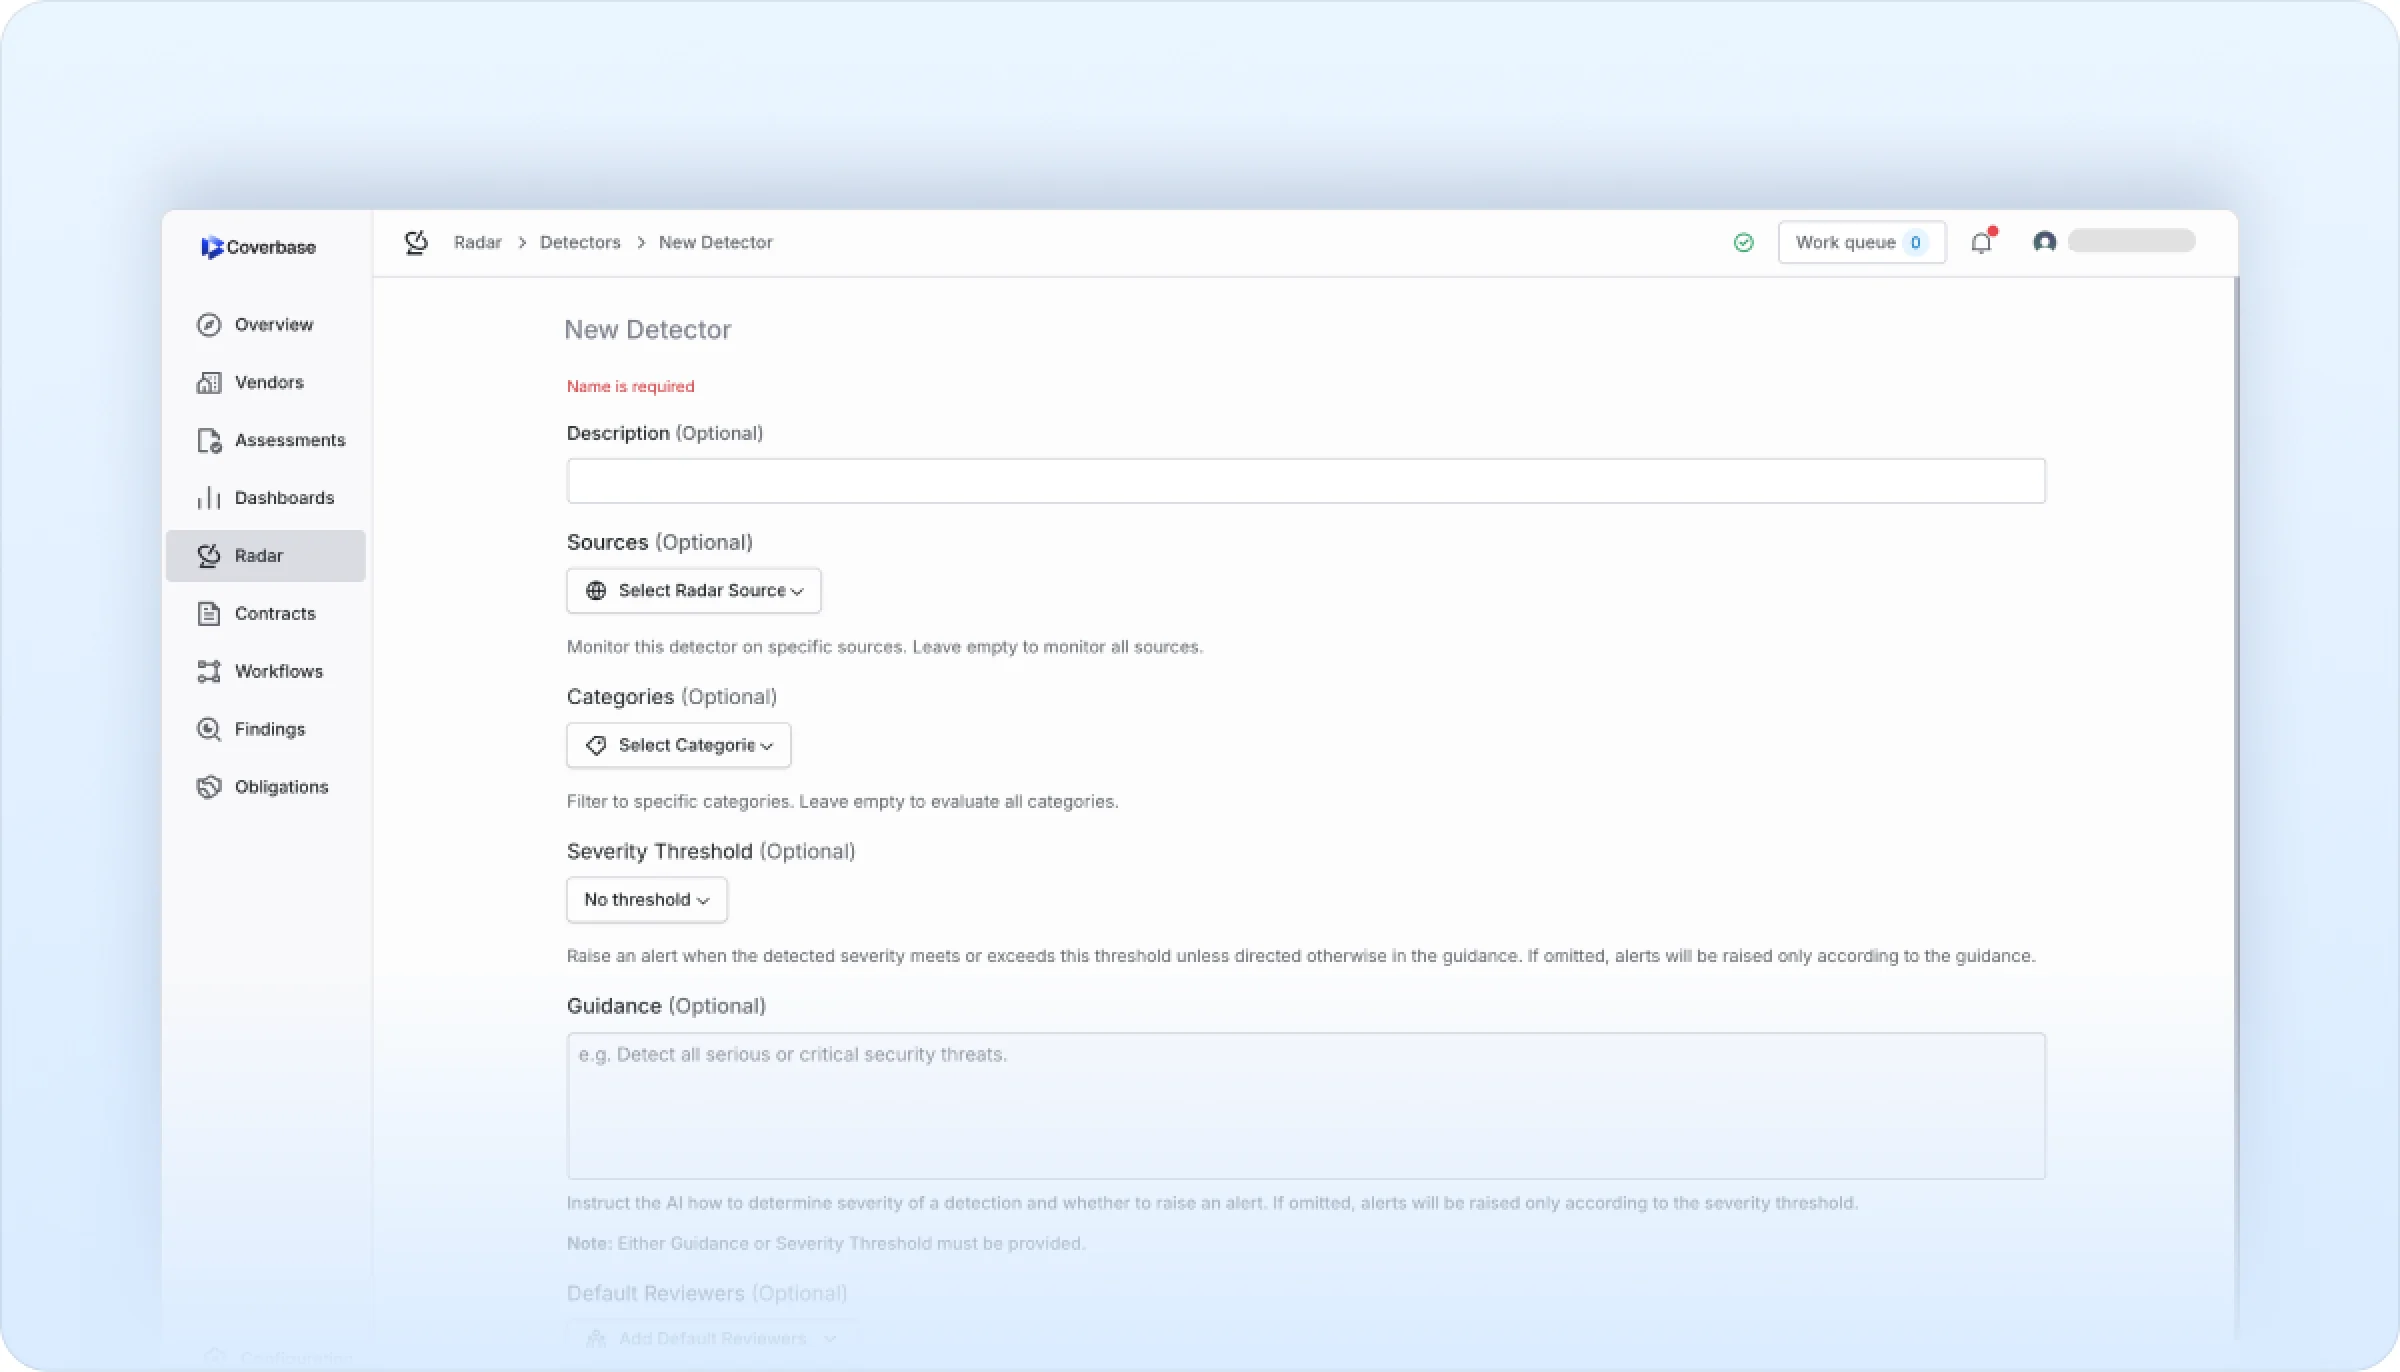 Coverbase
Radar > Detectors > New Detector
Work queue 0
Overview
Vendors
Assessments
Dashboards
Radar
Contracts
Workflows
Findings
Obligations
Configuration
New Detector
Name is required
Description (Optional)
Sources (Optional)
Select Radar Source
Monitor this detector on specific sources. Leave empty to monitor all sources.
Categories (Optional)
Select Categorie
Filter to specific categories. Leave empty to evaluate all categories.
Severity Threshold (Optional)
No threshold
Raise an alert when the detected severity meets or exceeds this threshold unless directed otherwise in the guidance. If omitted, alerts will be raised only according to the guidance.
Guidance (Optional)
e.g. Detect all serious or critical security threats.
Instruct the AI how to determine severity of a detection and whether to raise an alert. If omitted, alerts will be raised only according to the severity threshold.
Note: Either Guidance or Severity Threshold must be provided.
Default Reviewers (Optional)
Add Default Reviewers